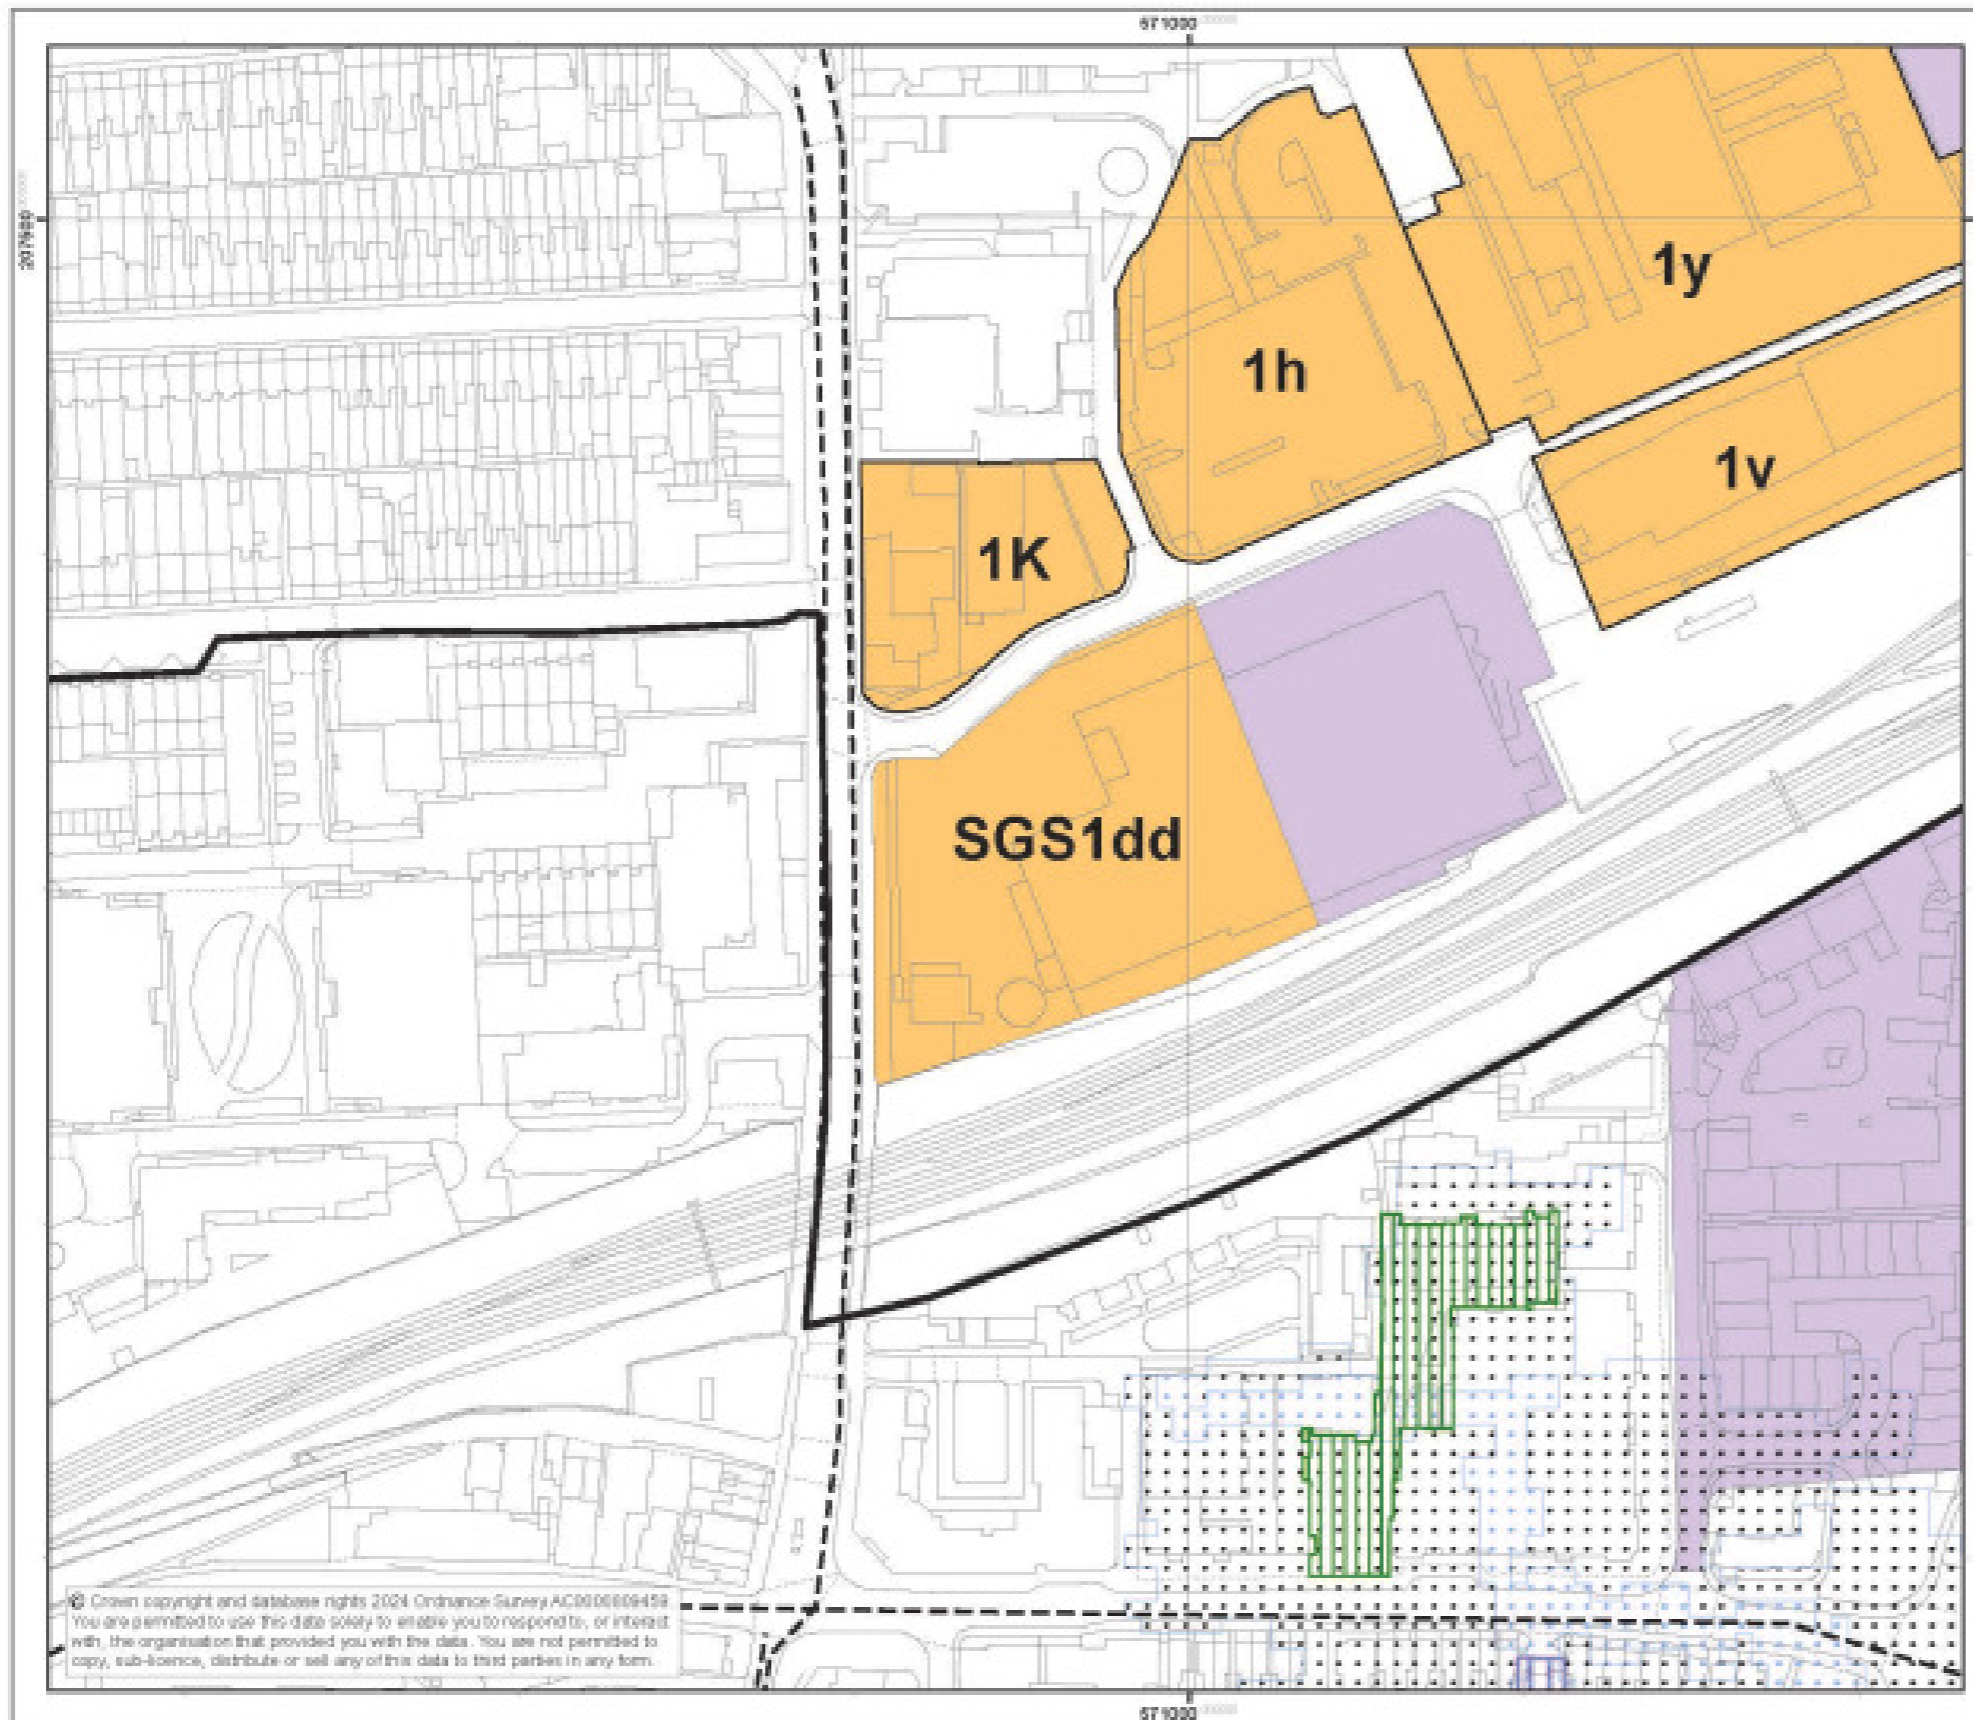 571000
207500
1y
1h
1v
1K
SGS1dd
© Crown copyright and database rights 2024 Ordnance Survey AC0000809459
You are permitted to use this data solely to enable you to respond to, or interact
with, the organisation that provided you with the data. You are not permitted to
copy, sub-licence, distribute or sell any of this data to third parties in any form.
571000